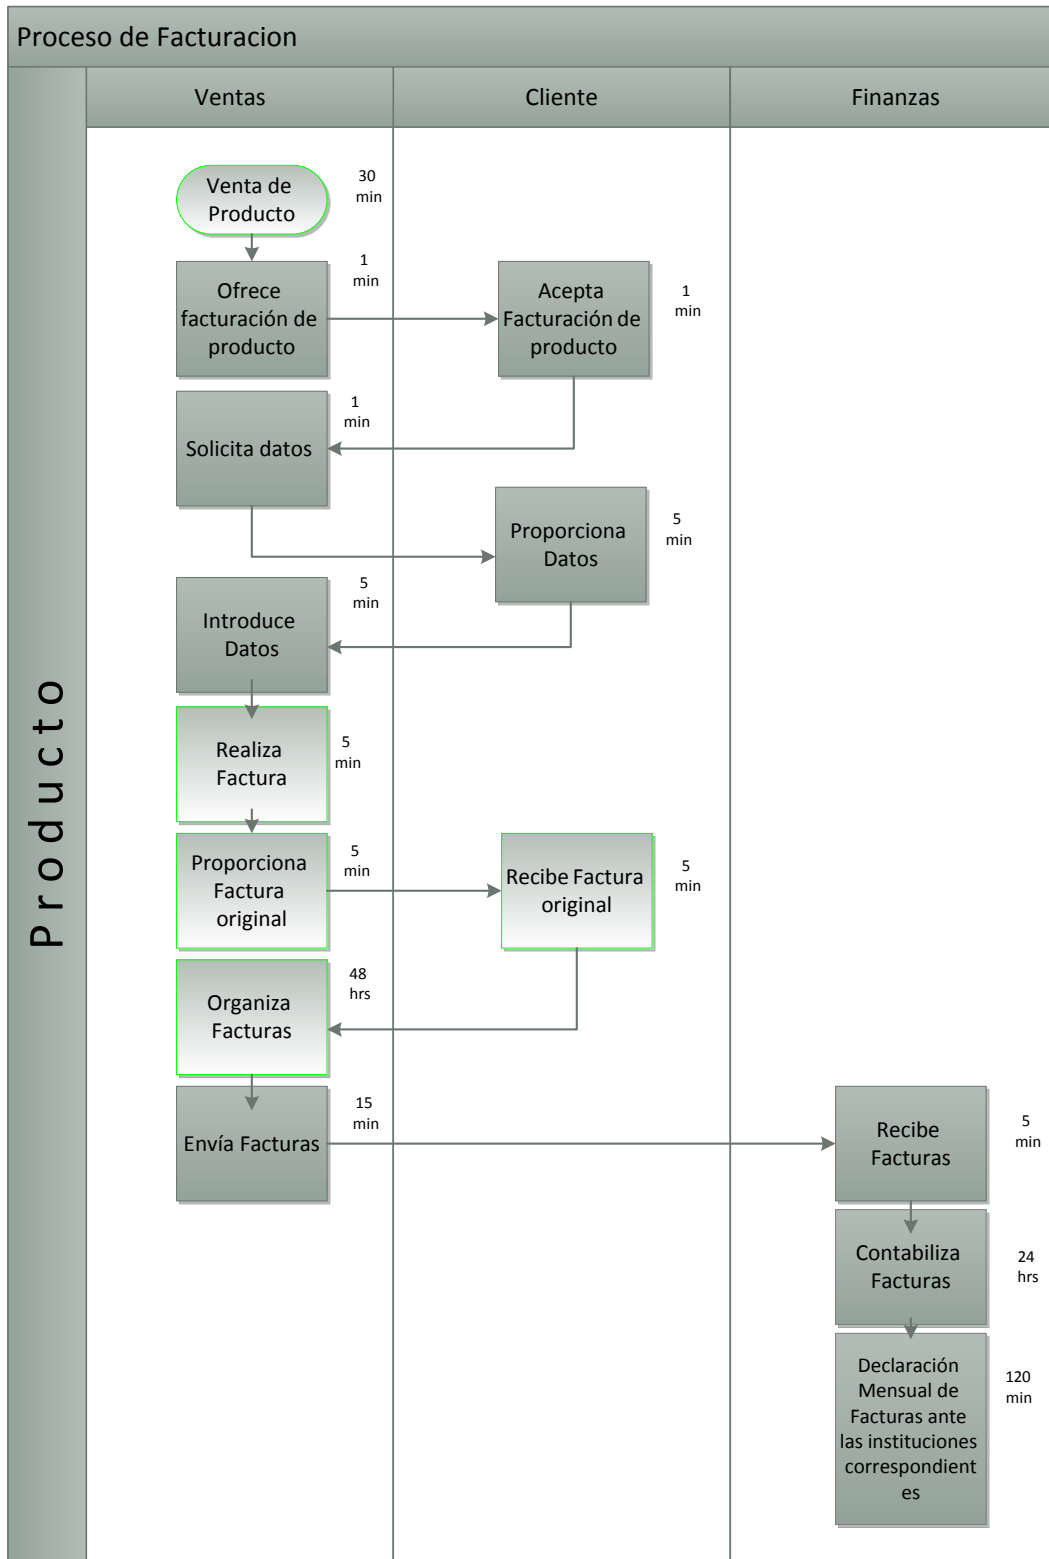 Proceso de Facturacion
Ventas
Cliente
Finanzas
Producto
Venta de
Producto
30
min
Ofrece
facturación de
producto
1
min
Acepta
Facturación de
producto
1
min
Solicita datos
1
min
Proporciona
Datos
5
min
Introduce
Datos
5
min
Realiza
Factura
5
min
Proporciona
Factura
original
5
min
Recibe Factura
original
5
min
Organiza
Facturas
48
hrs
Envía Facturas
15
min
Recibe
Facturas
5
min
Contabiliza
Facturas
24
hrs
Declaración
Mensual de
Facturas ante
las instituciones
correspondient
es
120
min